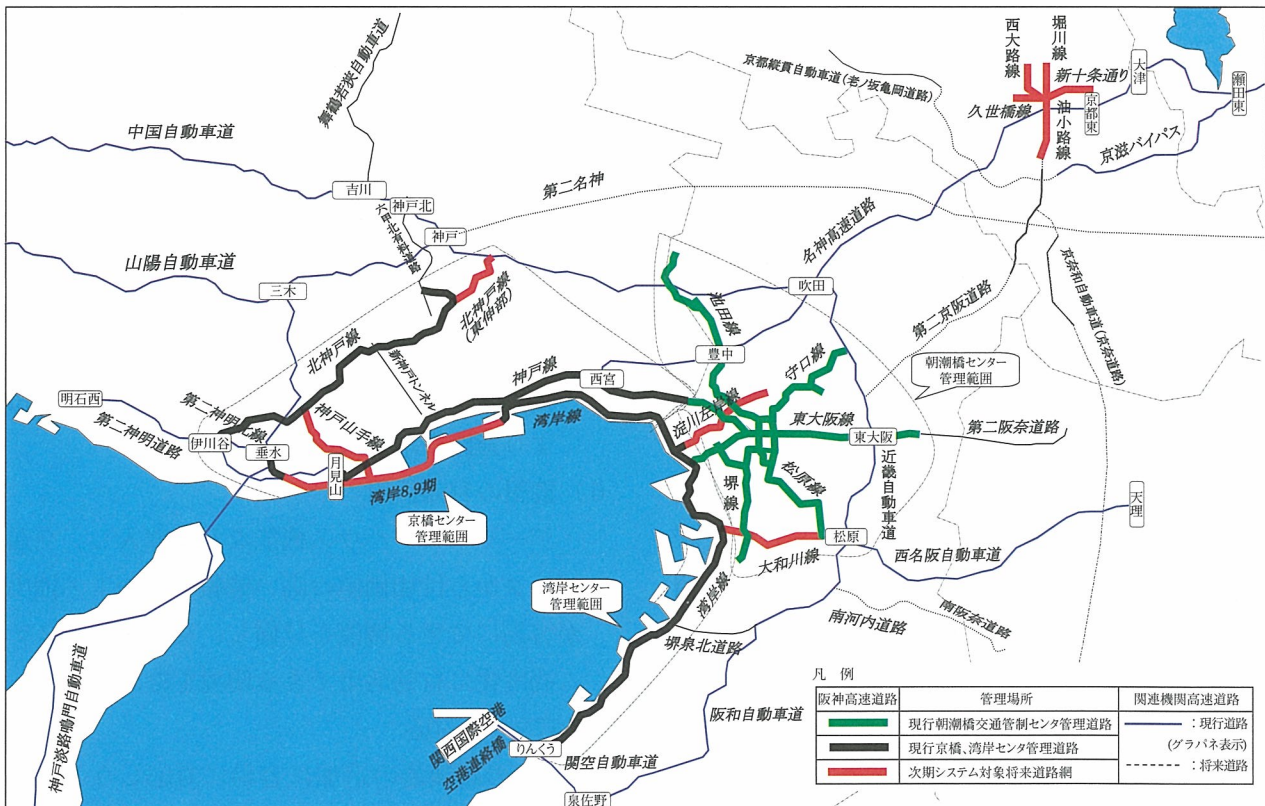 舞鶴若狭自動車道
中国自動車道
吉川
神戸北
六甲北有料道路
神戸
山陽自動車道
三木
第二名神
京都縦貫自動車道(老ノ坂亀岡道路)
西大路線
堀川線
新十条通り
久世橋線
油小路線
京都東
大津
瀬田東
京滋バイパス
名神高速道路
吹田
第二京阪道路
京奈和自動車道(京奈道路)
北神戸線
(東伸部)
北神戸線
新神戸トンネル
池田線
豊中
守口線
朝潮橋センター
管理範囲
神戸線
西宮
明石西
第二神明道路
第二神明北線
伊川谷
垂水
神戸山手線
月見山
湾岸線
湾岸8,9期
淀川左岸線
東大阪線
東大阪
第二阪奈道路
近畿自動車道
松原線
堺線
京橋センター
管理範囲
松原
大和川線
西名阪自動車道
天理
湾岸センター
管理範囲
湾岸線
堺泉北道路
南河内道路
南阪奈道路
神戸淡路鳴門自動車道
関西国際空港
空港連絡橋
りんくう
関空自動車道
阪和自動車道
泉佐野
凡 例
阪神高速道路 管理場所 関連機関高速道路
現行朝潮橋交通管制センタ管理道路 :現行道路
(グラパネ表示)
現行京橋、湾岸センタ管理道路
次期システム対象将来道路網 :将来道路